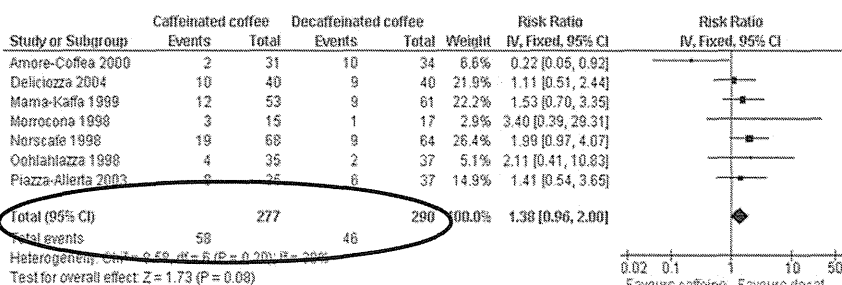 Caffeinated coffee Decaffeinated coffee Risk Ratio Risk Ratio
Study or Subgroup Events Total Events Total Weight IV, Fixed, 95% CI IV, Fixed, 95% CI
Amore-Coffea 2000 2 31 10 34 6.6% 0.22 [0.05, 0.92]
Deliciozza 2004 10 40 9 40 21.9% 1.11 [0.51, 2.44]
Mama-Kaffa 1999 12 53 9 61 22.2% 1.53 [0.70, 3.35]
Morrocona 1998 3 15 1 17 2.9% 3.40 [0.39, 29.31]
Norscafe 1998 19 68 9 64 26.4% 1.99 [0.97, 4.07]
Oohlahlazza 1998 4 35 2 37 5.1% 2.11 [0.41, 10.83]
Piazza-Allerta 2003 8 35 6 37 14.9% 1.41 [0.54, 3.65]
Total (95% CI) 277 290 100.0% 1.38 [0.96, 2.00]
Total events 58 46
Heterogeneity: df = 6 (P = 0.20);
Test for overall effect: Z = 1.73 (P = 0.08)
0.02 0.1 1 10 50
Favours caffeine Favours decaf